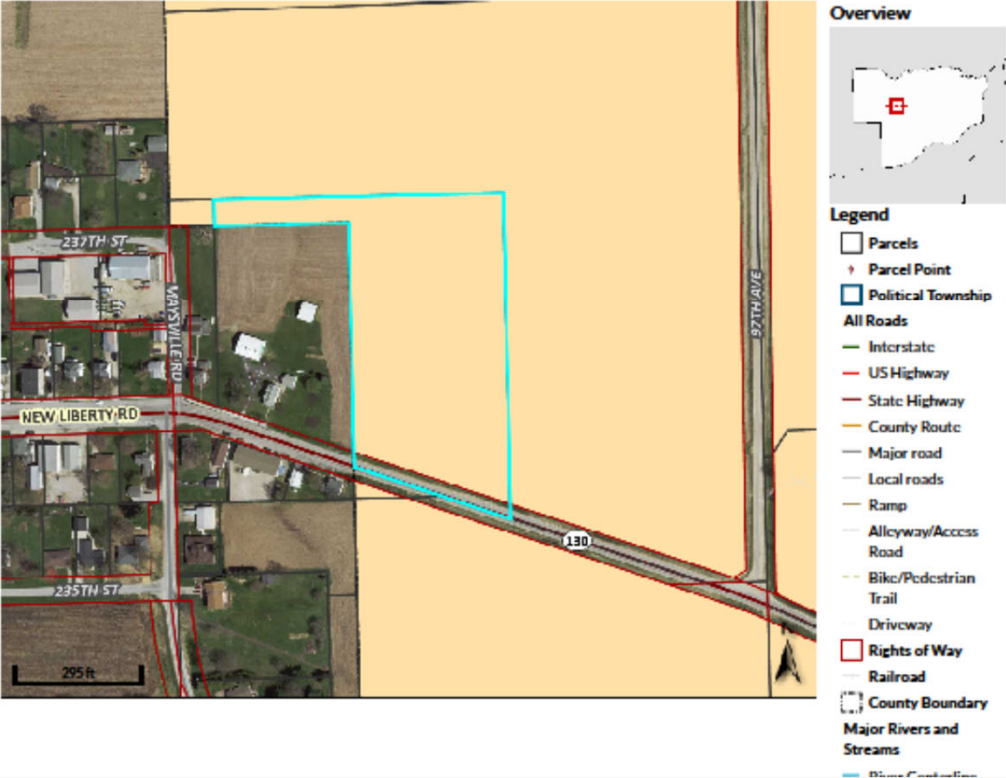 Overview
Legend
Parcels
Parcel Point
Political Township
All Roads
Interstate
US Highway
State Highway
County Route
Major road
Local roads
Ramp
Alleyway/Access
Road
Bike/Pedestrian
Trail
Driveway
Rights of Way
Railroad
County Boundary
Major Rivers and
Streams
River Centerline
237TH ST
MAYSVILLE RD
97TH AVE
NEW LIBERTY RD
130
235TH ST
295 ft